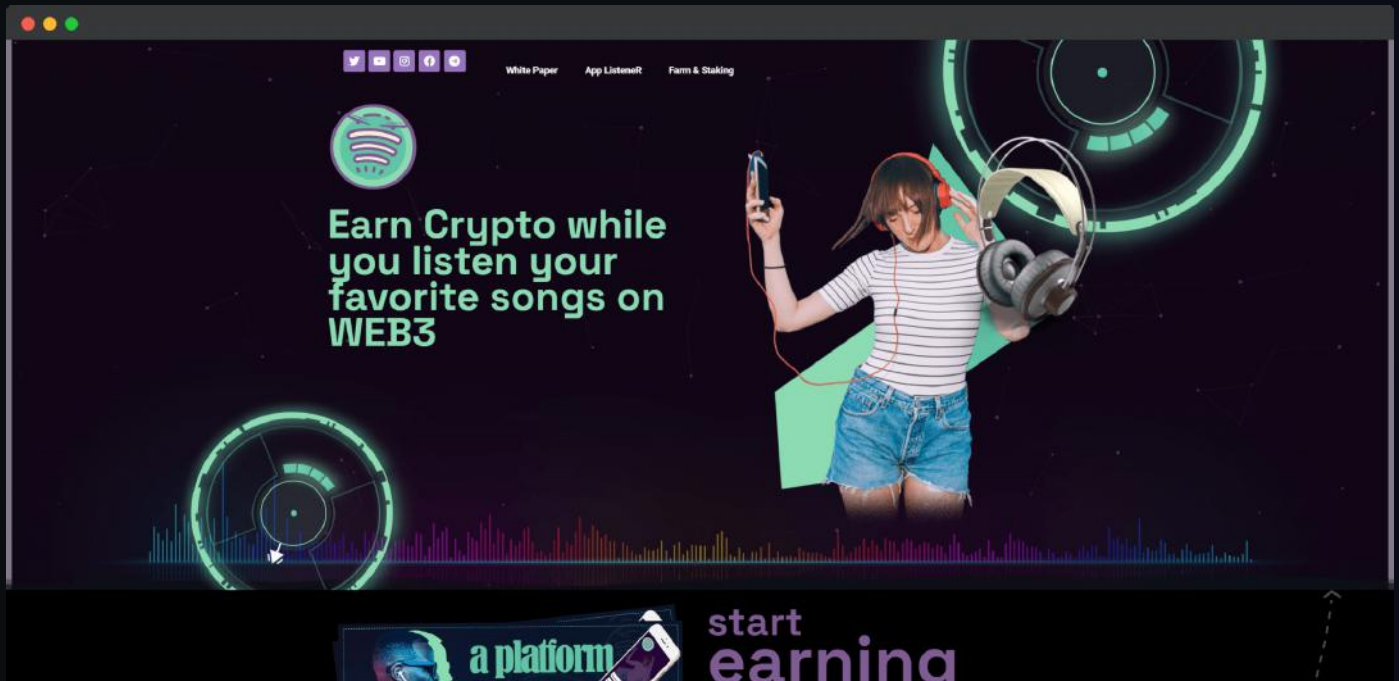 White Paper App ListeneR Farm & Staking
Earn Crypto while
you listen your
favorite songs on
WEB3
a platform
start
earning